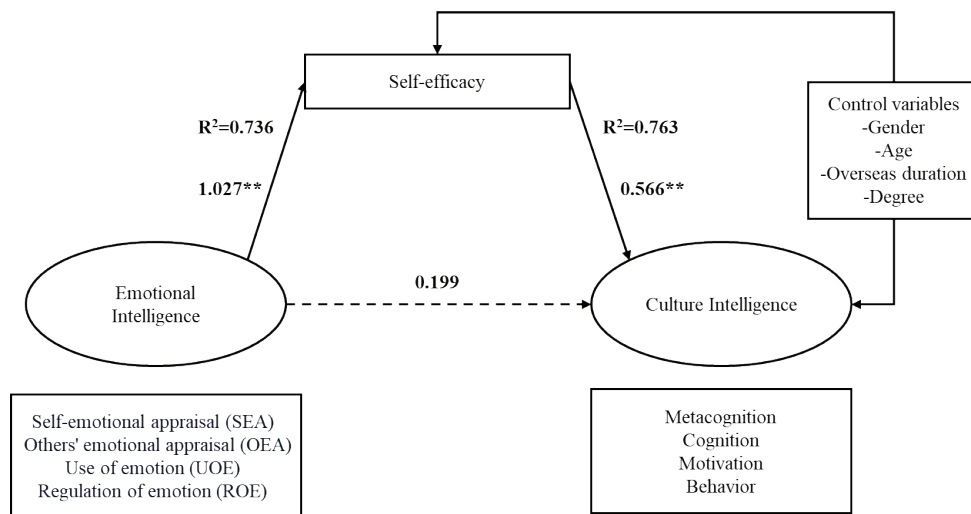 Self-efficacy
Control variables
-Gender
-Age
-Overseas duration
-Degree
R²=0.736
R²=0.763
1.027**
0.566**
Emotional
Intelligence
0.199
Culture Intelligence
Self-emotional appraisal (SEA)
Others' emotional appraisal (OEA)
Use of emotion (UOE)
Regulation of emotion (ROE)
Metacognition
Cognition
Motivation
Behavior